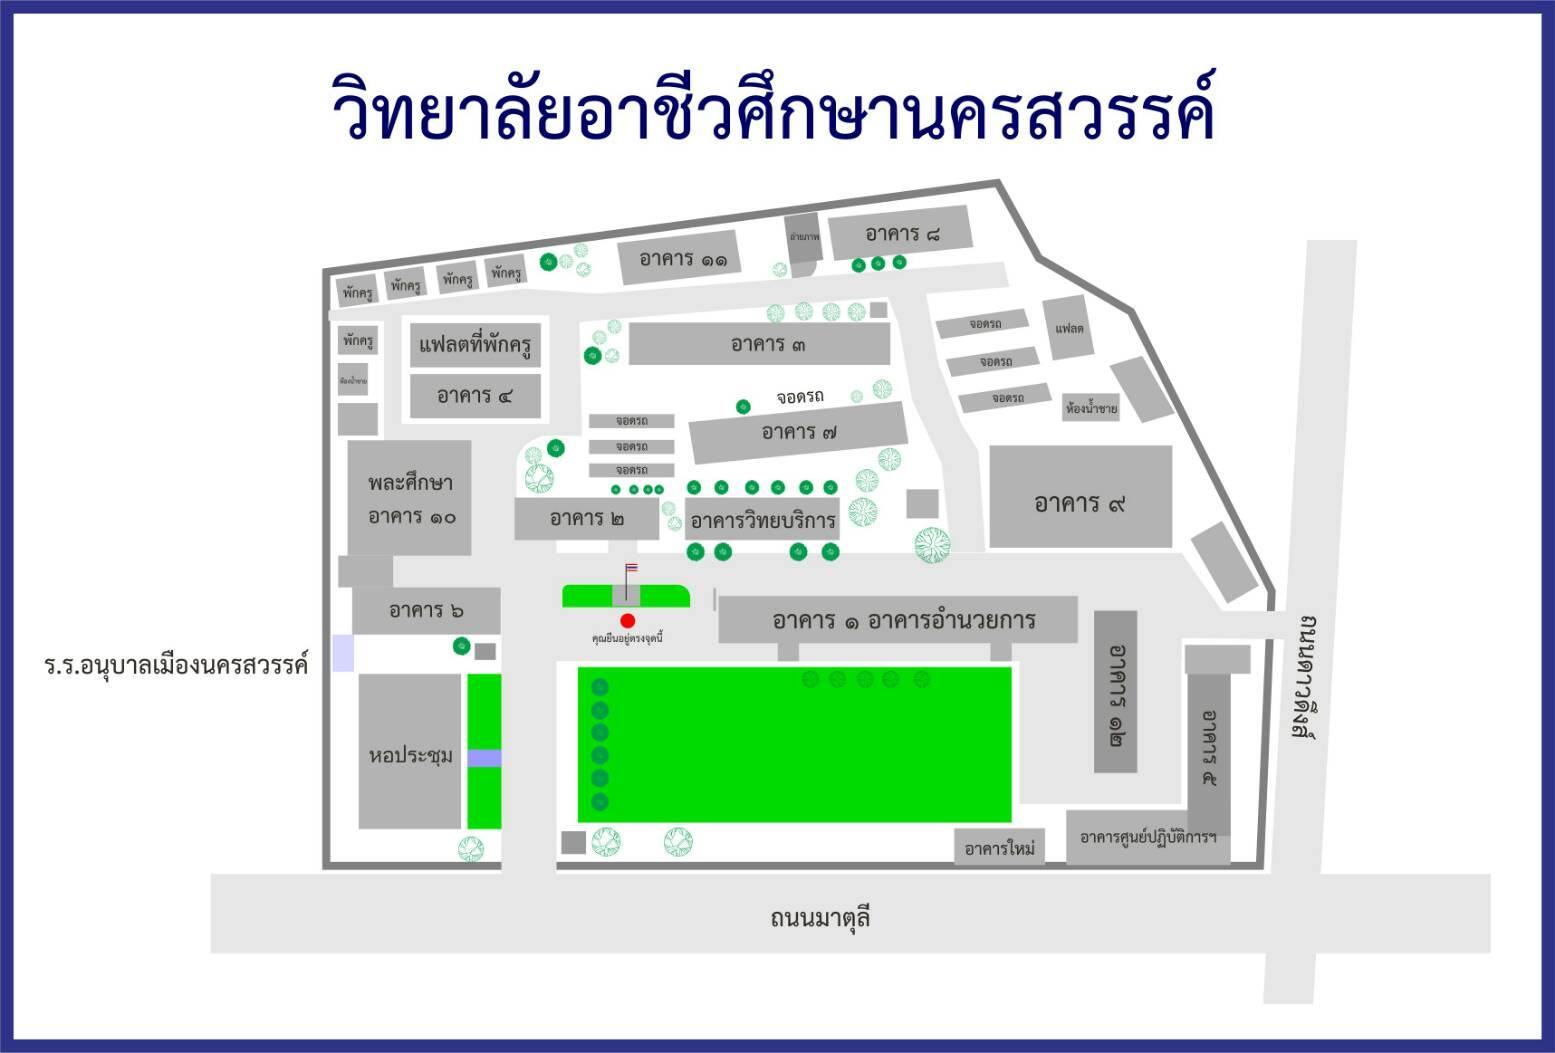 วิทยาลัยอาชีวศึกษานครสวรรค์
ถ่ายภาพ
อาคาร ๘
อาคาร ๑๑
พักครู
พักครู
พักครู
พักครู
จอดรถ
แฟลต
พักครู
แฟลตที่พักครู
อาคาร ๓
จอดรถ
ห้องน้ำชาย
อาคาร ๔
จอดรถ
จอดรถ
ห้องน้ำชาย
จอดรถ
อาคาร ๗
จอดรถ
จอดรถ
พละศึกษา
อาคาร ๑๐
อาคาร ๒
อาคารวิทยบริการ
อาคาร ๙
อาคาร ๖
คุณยืนอยู่ตรงจุดนี้
อาคาร ๑ อาคารอำนวยการ
ร.ร.อนุบาลเมืองนครสวรรค์
อาคาร ๑๒
ถนนดาวดึงส์
หอประชุม
อาคาร ๕
อาคารใหม่
อาคารศูนย์ปฏิบัติการฯ
ถนนมาตุลี